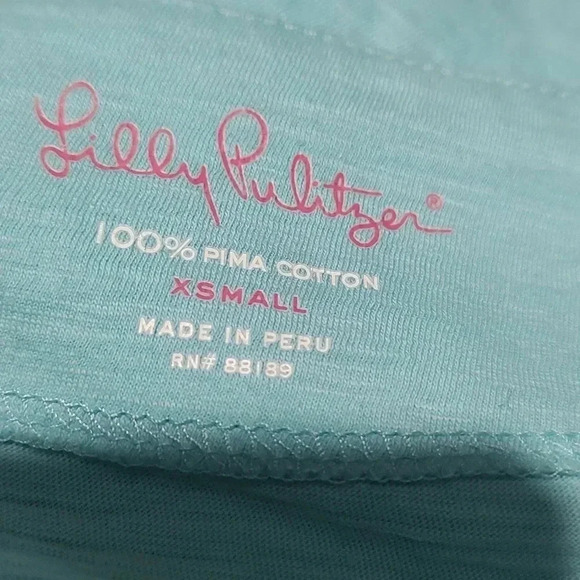 Lilly Pulitzer®
100% PIMA COTTON
XSMALL
MADE IN PERU
RN# 88189